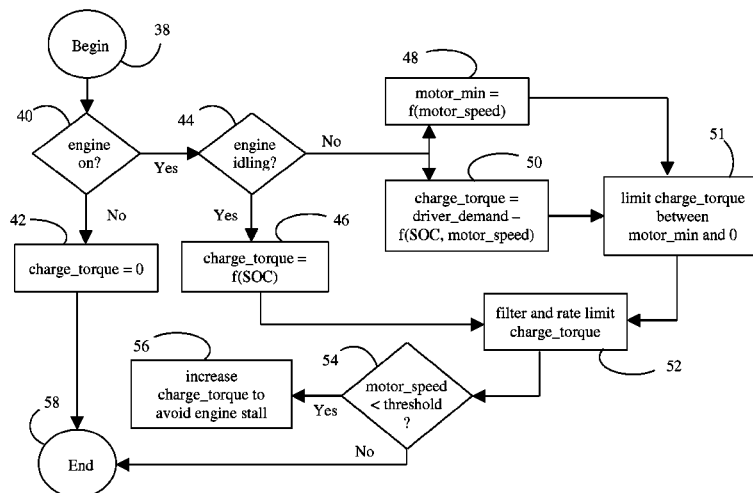 Begin
38
40
engine
on?
Yes
44
engine
idling?
No
48
motor_min =
f(motor_speed)
50
charge_torque =
driver_demand –
f(SOC, motor_speed)
51
limit charge_torque
between
motor_min and 0
No
42
charge_torque = 0
Yes
46
charge_torque =
f(SOC)
filter and rate limit
charge_torque
52
54
motor_speed
< threshold
?
Yes
56
increase
charge_torque to
avoid engine stall
No
58
End